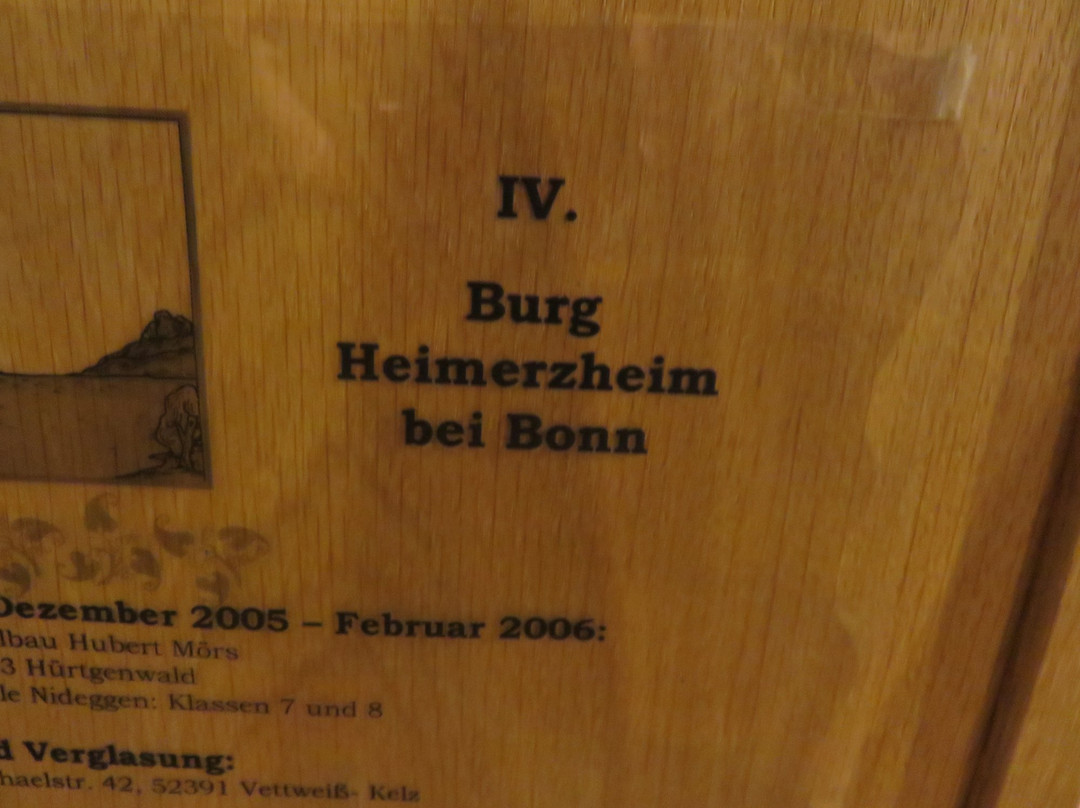 IV.
Burg
Heimerzheim
bei Bonn
Dezember 2005 – Februar 2006:
lbau Hubert Mörs
3 Hürtgenwald
le Nideggen: Klassen 7 und 8
d Verglasung:
haelstr. 42, 52391 Vettweiß- Kelz